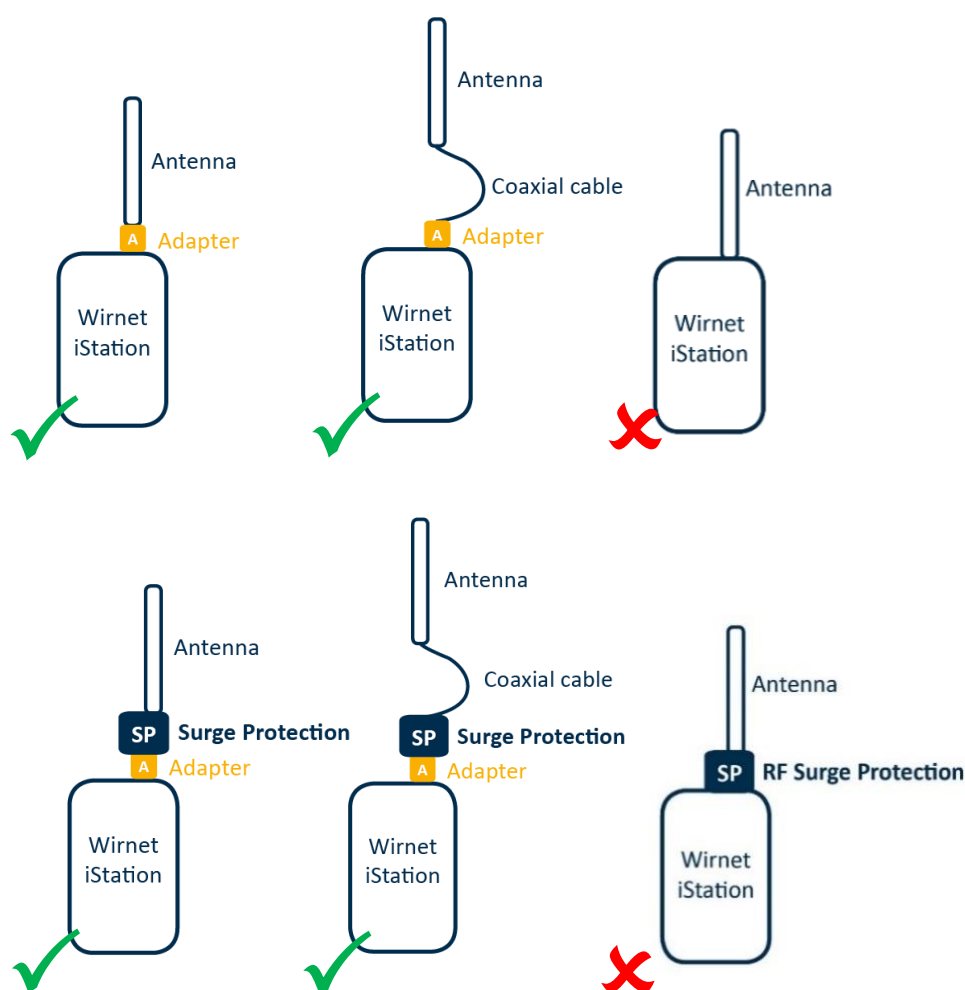 Antenna
A Adapter
Wirnet
iStation
Antenna
Coaxial cable
A Adapter
Wirnet
iStation
Antenna
Wirnet
iStation
Antenna
SP Surge Protection
A Adapter
Wirnet
iStation
Antenna
Coaxial cable
SP Surge Protection
A Adapter
Wirnet
iStation
Antenna
SP RF Surge Protection
Wirnet
iStation